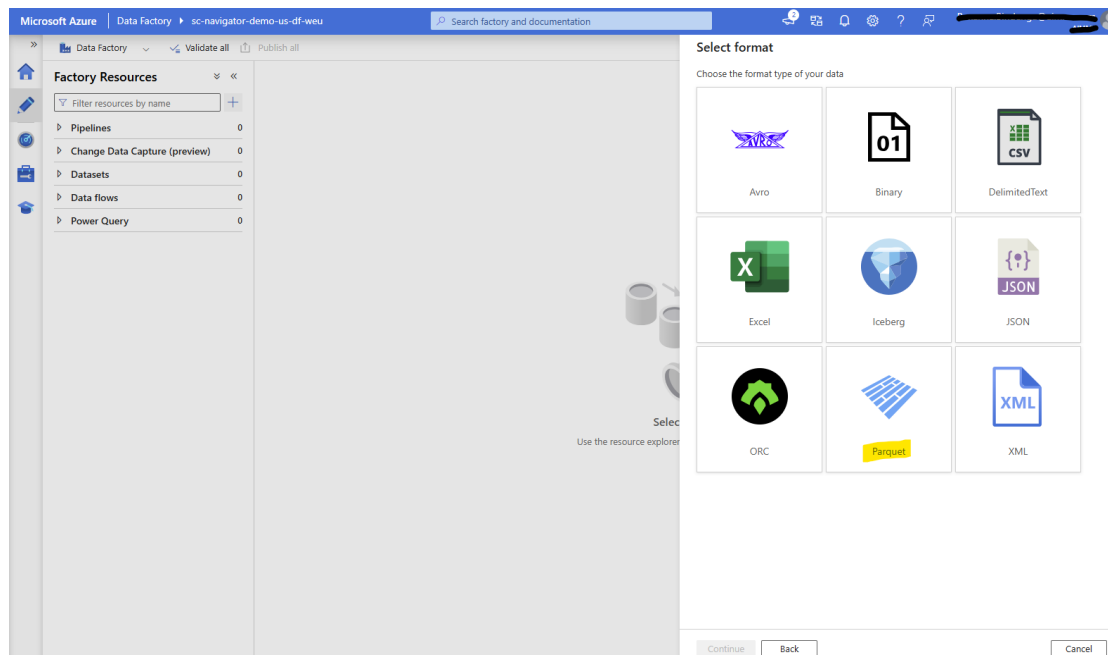 Microsoft Azure
Data Factory
sc-navigator-demo-us-df-weu
Search factory and documentation
2
Data Factory
Validate all
Publish all
Factory Resources
Filter resources by name
Pipelines 0
Change Data Capture (preview) 0
Datasets 0
Data flows 0
Power Query 0
Selec
Use the resource explorer
Select format
Choose the format type of your data
AVRO
01
CSV
Avro
Binary
DelimitedText
X
JSON
Excel
Iceberg
JSON
XML
ORC
Parquet
XML
Continue
Back
Cancel